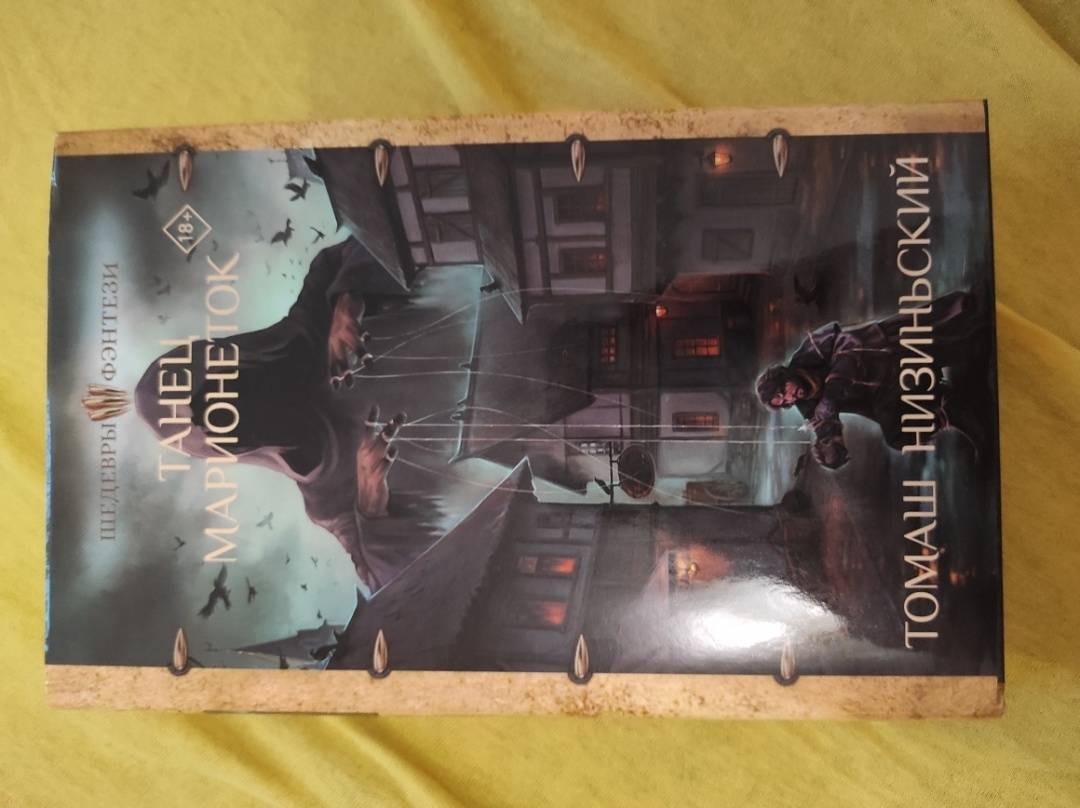 ШЕДЕВРЫ ФЭНТЕЗИ
18+
ТАНЕЦ
МАРИОНЕТОК
ТОМАШ НИЗИНЬСКИЙ